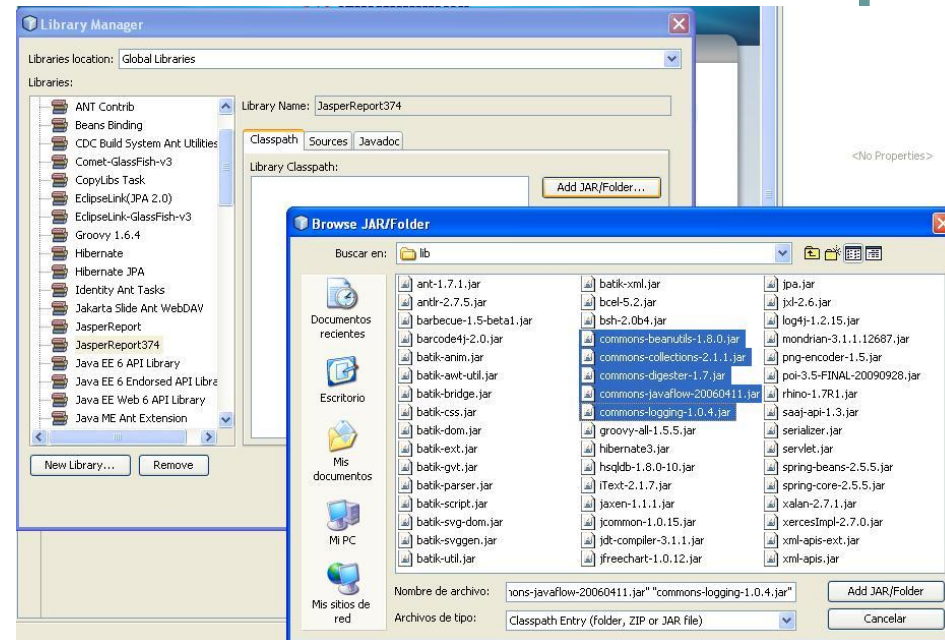 Library Manager
Libraries location: Global Libraries
Libraries:
ANT Contrib
Beans Binding
CDC Build System Ant Utilities
Comet-GlassFish-v3
CopyLibs Task
EclipseLink(JPA 2.0)
EclipseLink-GlassFish-v3
Groovy 1.6.4
Hibernate
Hibernate JPA
Identity Ant Tasks
Jakarta Slide Ant WebDAV
JasperReport
JasperReport374
Java EE 6 API Library
Java EE 6 Endorsed API Libra
Java EE Web 6 API Library
Java ME Ant Extension
New Library... Remove
Library Name: JasperReport374
Classpath Sources Javadoc
Library Classpath:
Add JAR/Folder...
<No Properties>
Browse JAR/Folder
Buscar en: lib
Documentos recientes
Escritorio
Mis documentos
Mi PC
Mis sitios de red
ant-1.7.1.jar
antlr-2.7.5.jar
barbecue-1.5-beta1.jar
barcode4j-2.0.jar
batik-anim.jar
batik-awt-util.jar
batik-bridge.jar
batik-css.jar
batik-dom.jar
batik-ext.jar
batik-gvt.jar
batik-parser.jar
batik-script.jar
batik-svg-dom.jar
batik-svggen.jar
batik-util.jar
batik-xml.jar
bcel-5.2.jar
bsh-2.0b4.jar
commons-beanutils-1.8.0.jar
commons-collections-2.1.1.jar
commons-digester-1.7.jar
commons-javaflow-20060411.jar
commons-logging-1.0.4.jar
groovy-all-1.5.5.jar
hibernate3.jar
hsqldb-1.8.0-10.jar
iText-2.1.7.jar
jaxen-1.1.1.jar
jcommon-1.0.15.jar
jdt-compiler-3.1.1.jar
jfreechart-1.0.12.jar
jpa.jar
jxl-2.6.jar
log4j-1.2.15.jar
mondrian-3.1.1.12687.jar
png-encoder-1.5.jar
poi-3.5-FINAL-20090928.jar
rhino-1.7R1.jar
saaj-api-1.3.jar
serializer.jar
servlet.jar
spring-beans-2.5.5.jar
spring-core-2.5.5.jar
xalan-2.7.1.jar
xercesImpl-2.7.0.jar
xml-apis-ext.jar
xml-apis.jar
Nombre de archivo: nons-javaflow-20060411.jar" "commons-logging-1.0.4.jar"
Add JAR/Folder
Archivos de tipo: Classpath Entry (folder, ZIP or JAR file)
Cancelar